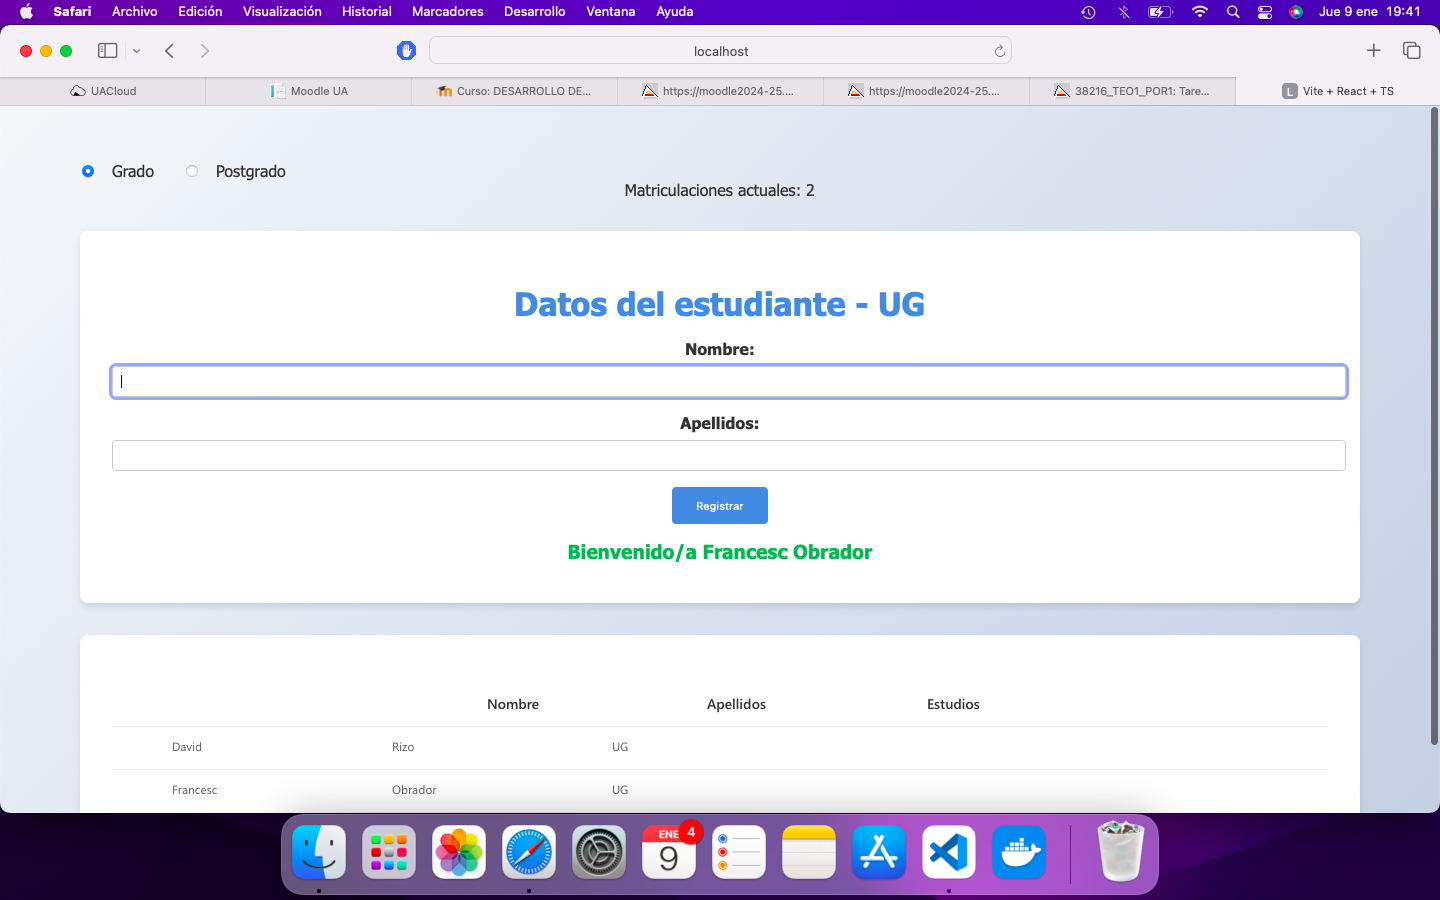 Safari Archivo Edición Visualización Historial Marcadores Desarrollo Ventana Ayuda Jue 9 ene 19:41
localhost
UACloud Moodle UA Curso: DESARROLLO DE... https://moodle2024-25.... https://moodle2024-25.... 38216_TEO1_POR1: Tare... L Vite + React + TS
Grado Postgrado
Matriculaciones actuales: 2
Datos del estudiante - UG
Nombre:
Apellidos:
Registrar
Bienvenido/a Francesc Obrador
Nombre Apellidos Estudios
David Rizo UG
Francesc Obrador UG
ENE 4
9